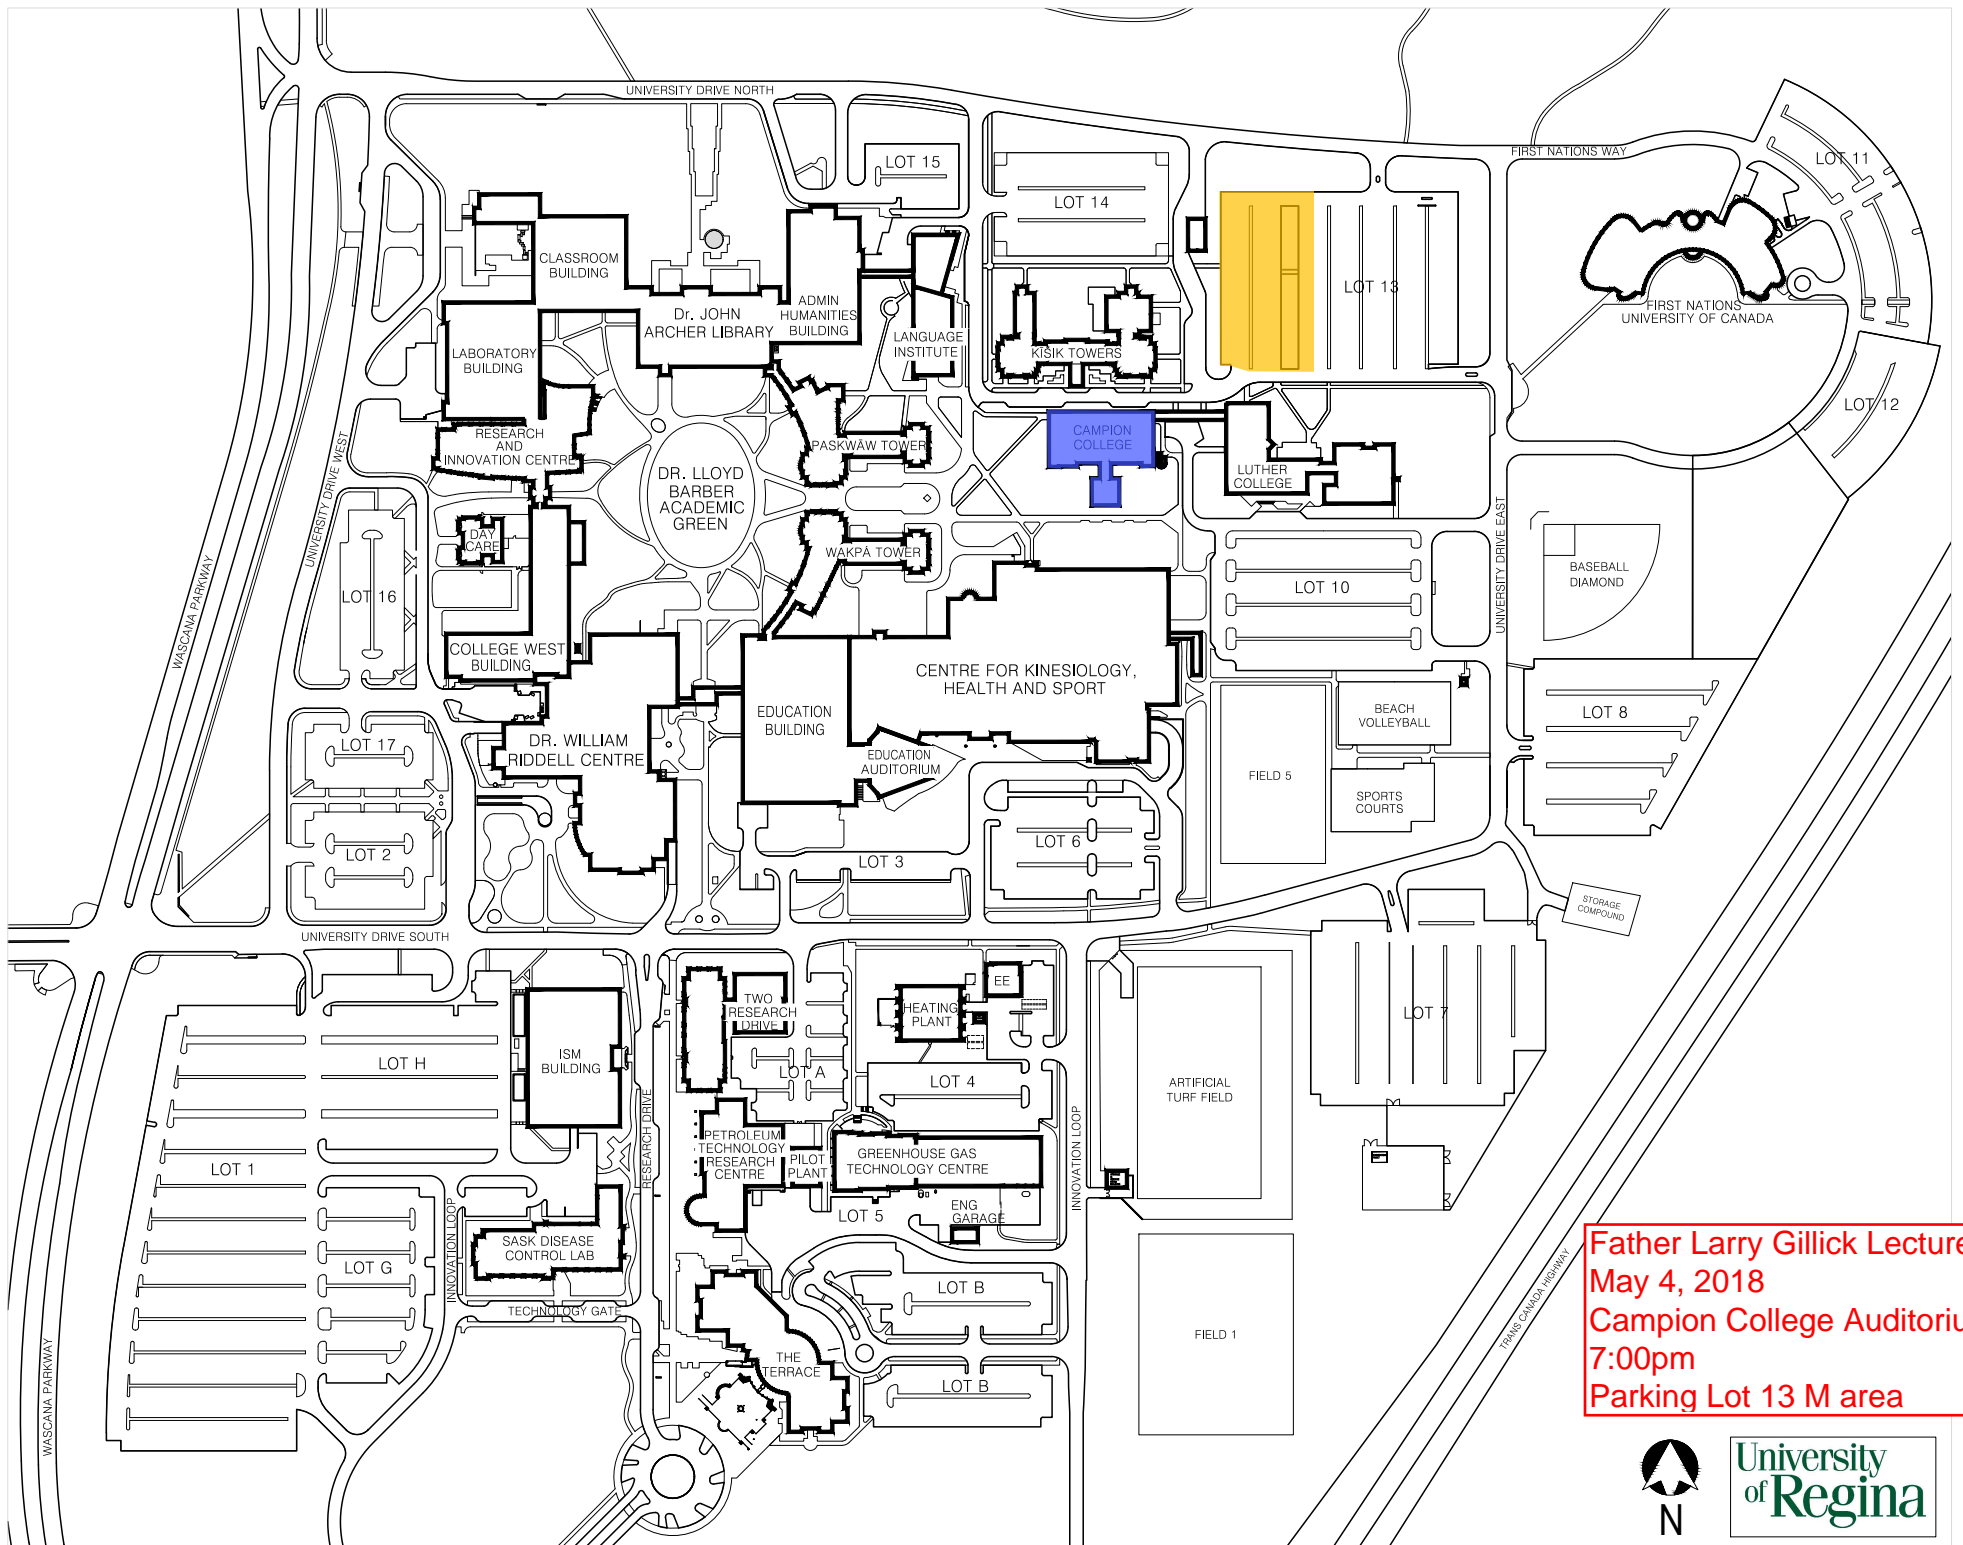 UNIVERSITY DRIVE NORTH
FIRST NATIONS WAY
LOT 15
LOT 11
LOT 14
CLASSROOM
BUILDING
LOT 13
ADMIN
HUMANITIES
BUILDING
Dr. JOHN
ARCHER LIBRARY
FIRST NATIONS
UNIVERSITY OF CANADA
LANGUAGE
INSTITUTE
KĪSIK TOWERS
LABORATORY
BUILDING
LOT 12
RESEARCH
AND
INNOVATION CENTRE
PASKWĀW TOWER
CAMPION
COLLEGE
LUTHER
COLLEGE
DR. LLOYD
BARBER
ACADEMIC
GREEN
UNIVERSITY DRIVE WEST
UNIVERSITY DRIVE EAST
DAY
CARE
WAKPÁ TOWER
BASEBALL
DIAMOND
LOT 16
LOT 10
WASCANA PARKWAY
COLLEGE WEST
BUILDING
CENTRE FOR KINESIOLOGY,
HEALTH AND SPORT
EDUCATION
BUILDING
BEACH
VOLLEYBALL
LOT 8
LOT 17
DR. WILLIAM
RIDDELL CENTRE
EDUCATION
AUDITORIUM
FIELD 5
SPORTS
COURTS
LOT 2
LOT 3
LOT 6
STORAGE
COMPOUND
UNIVERSITY DRIVE SOUTH
TWO
RESEARCH
DRIVE
EE
HEATING
PLANT
LOT 7
LOT H
ISM
BUILDING
LOT A
LOT 4
ARTIFICIAL
TURF FIELD
RESEARCH DRIVE
INNOVATION LOOP
PETROLEUM
TECHNOLOGY
RESEARCH
CENTRE
PILOT
PLANT
GREENHOUSE GAS
TECHNOLOGY CENTRE
LOT 1
LOT 5
ENG
GARAGE
INNOVATION LOOP
SASK DISEASE
CONTROL LAB
LOT G
TECHNOLOGY GATE
LOT B
FIELD 1
THE
TERRACE
LOT B
WASCANA PARKWAY
TRANS CANADA HIGHWAY
Father Larry Gillick Lecture
May 4, 2018
Campion College Auditoriu
7:00pm
Parking Lot 13 M area
N
University
of Regina